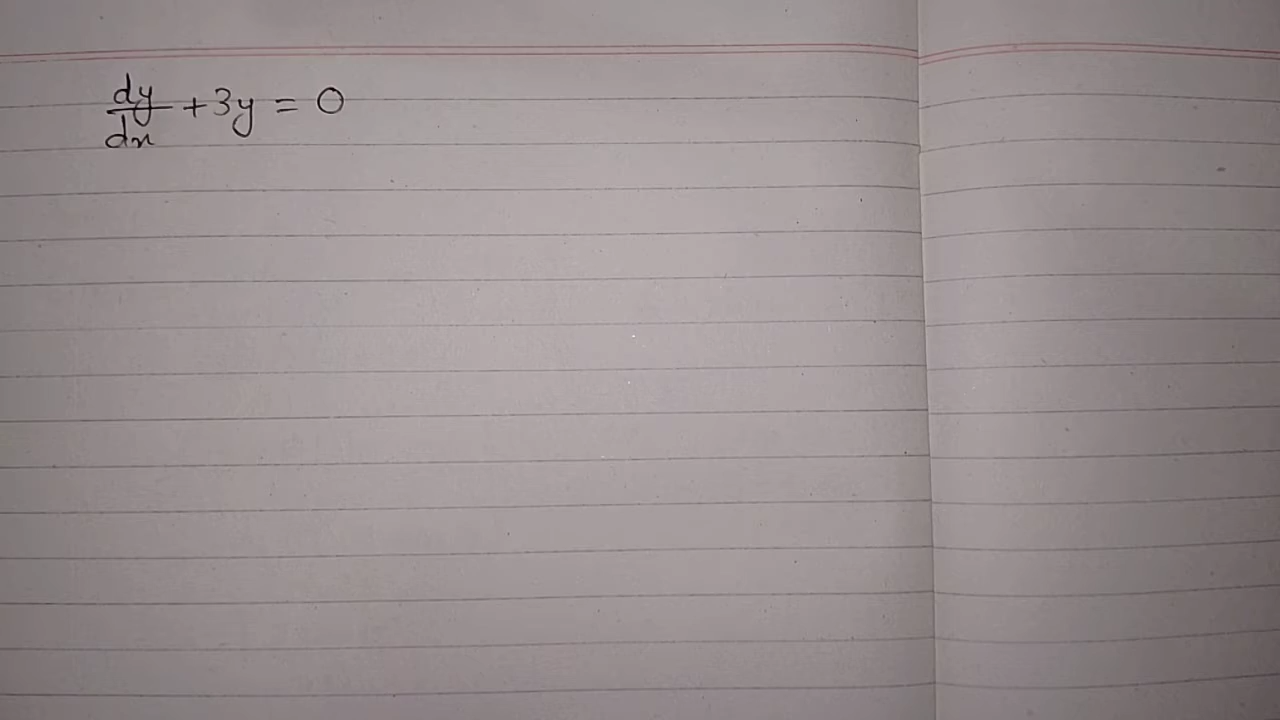 dy/dx + 3y = 0